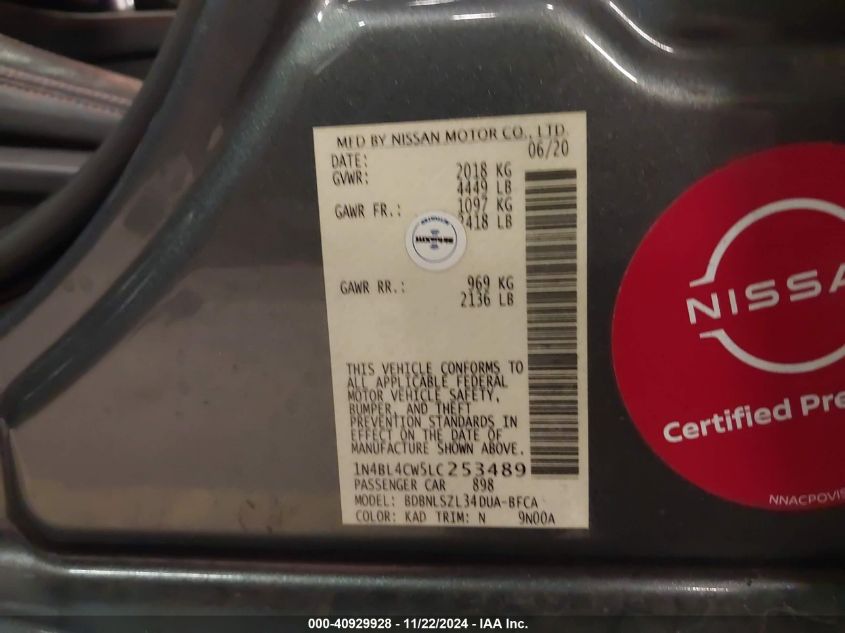 MFD BY NISSAN MOTOR CO., LTD.
DATE: 06/20
GVWR: 2018 KG
4449 LB
GAWR FR.: 1097 KG
418 LB
GAWR RR.: 969 KG
2136 LB
THIS VEHICLE CONFORMS TO
ALL APPLICABLE FEDERAL
MOTOR VEHICLE SAFETY,
BUMPER, AND THEFT
PREVENTION STANDARDS IN
EFFECT ON THE DATE OF
MANUFACTURE SHOWN ABOVE.
1N4BL4CW5LC253489
PASSENGER CAR 898
MODEL: BDBNLSZL34DUA-BFCA
COLOR: KAD TRIM: N 9N00A
NISSA
Certified Pre
NNACPOVIS
000-40929928 - 11/22/2024 - IAA Inc.